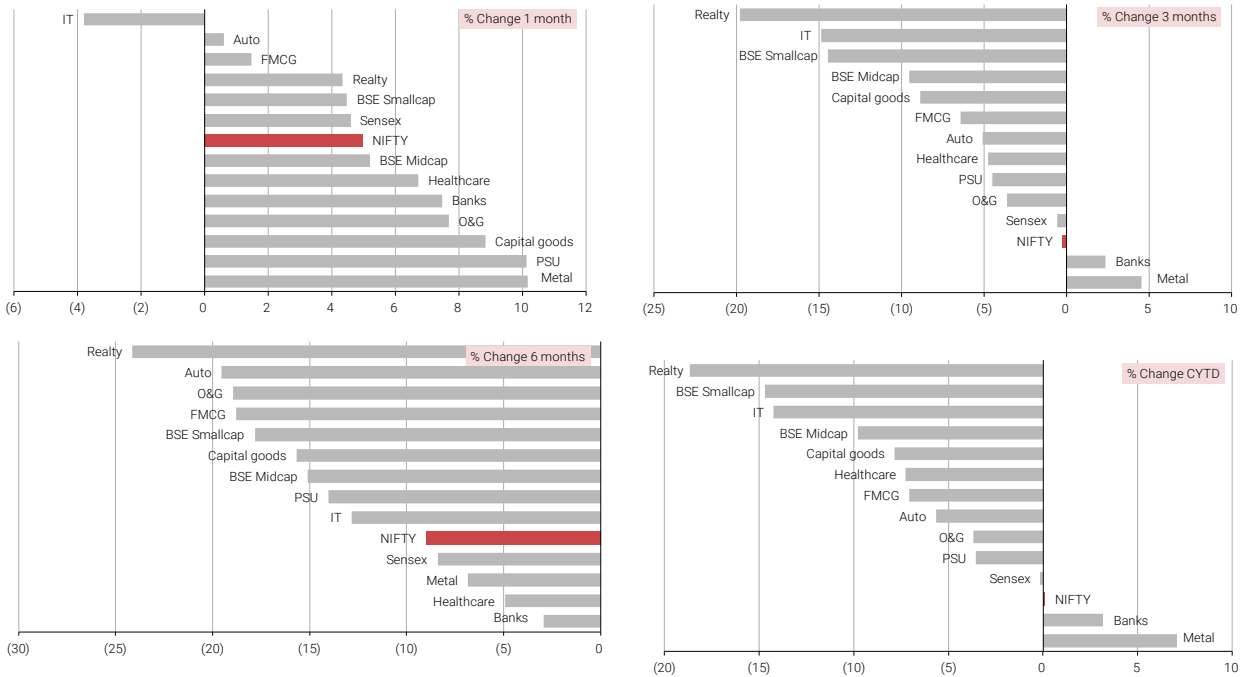 % Change 1 month
IT
Auto
FMCG
Realty
BSE Smallcap
Sensex
NIFTY
BSE Midcap
Healthcare
Banks
O&G
Capital goods
PSU
Metal
(6) (4) (2) 0 2 4 6 8 10 12
% Change 3 months
Realty
IT
BSE Smallcap
BSE Midcap
Capital goods
FMCG
Auto
Healthcare
PSU
O&G
Sensex
NIFTY
Banks
Metal
(25) (20) (15) (10) (5) 0 5 10
% Change 6 months
Realty
Auto
O&G
FMCG
BSE Smallcap
Capital goods
BSE Midcap
PSU
IT
NIFTY
Sensex
Metal
Healthcare
Banks
(30) (25) (20) (15) (10) (5) 0
% Change CYTD
Realty
BSE Smallcap
IT
BSE Midcap
Capital goods
Healthcare
FMCG
Auto
O&G
PSU
Sensex
NIFTY
Banks
Metal
(20) (15) (10) (5) 0 5 10